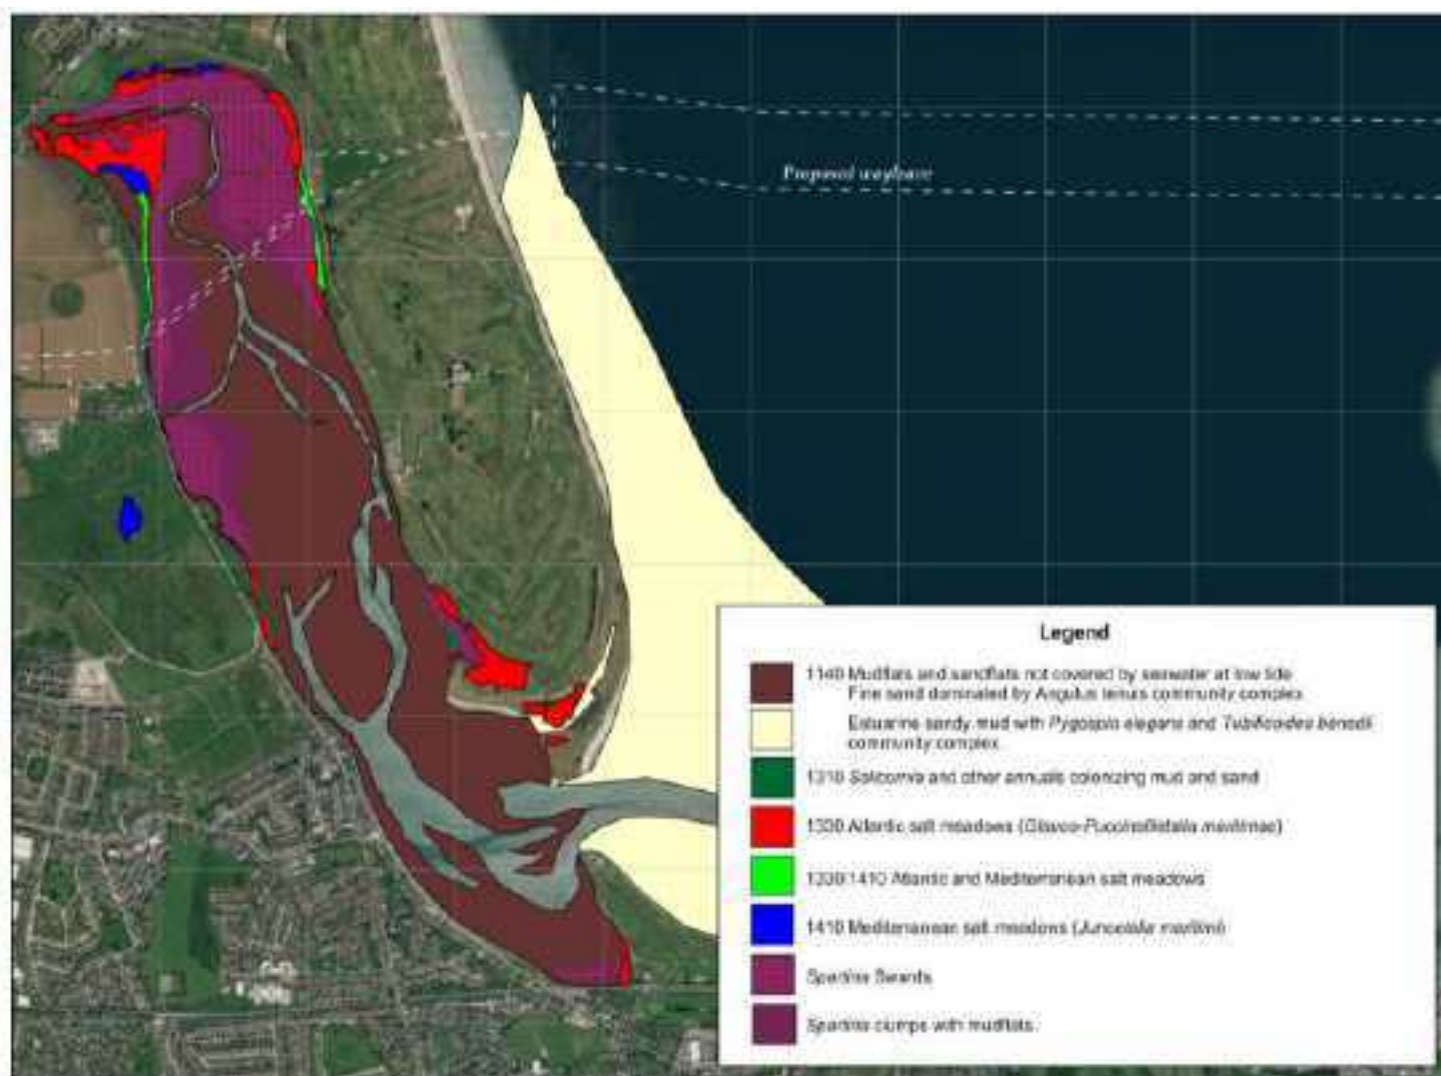 Proposal wayleave
Legend
1140 Mudflats and sandflats not covered by seawater at low tide
Fine sand dominated by Angulus tenuis community complex
Estuarine sandy mud with Pygospio elegans and Tubificoides benedii
community complex
1310 Salicornia and other annuals colonizing mud and sand
1330 Atlantic salt meadows (Glauco-Puccinellietalia maritimae)
1330/1410 Atlantic and Mediterranean salt meadows
1410 Mediterranean salt meadows (Juncetalia maritimi)
Spartina Swards
Spartina clumps with mudflats.